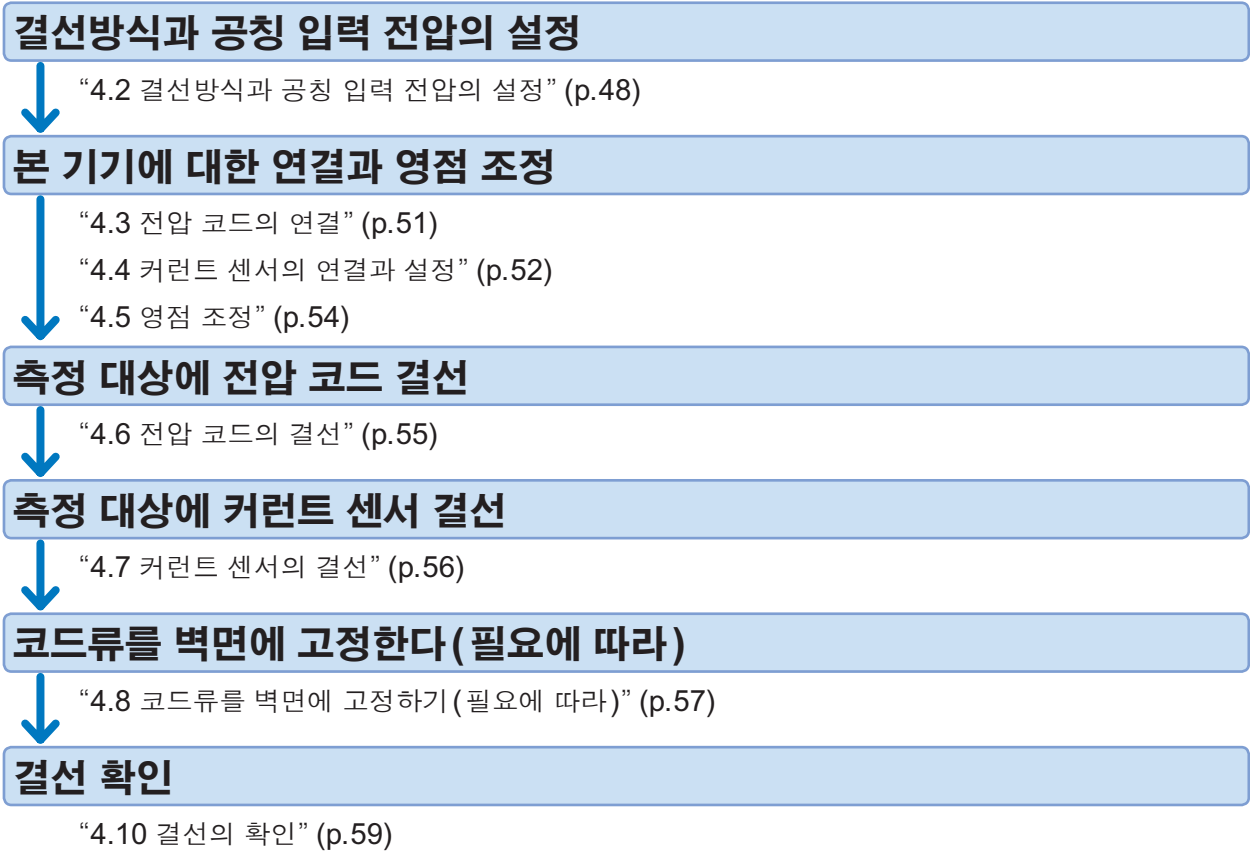 결선방식과 공칭 입력 전압의 설정
“4.2 결선방식과 공칭 입력 전압의 설정” (p.48)
본 기기에 대한 연결과 영점 조정
“4.3 전압 코드의 연결” (p.51)
“4.4 커런트 센서의 연결과 설정” (p.52)
“4.5 영점 조정” (p.54)
측정 대상에 전압 코드 결선
“4.6 전압 코드의 결선” (p.55)
측정 대상에 커런트 센서 결선
“4.7 커런트 센서의 결선” (p.56)
코드류를 벽면에 고정한다(필요에 따라)
“4.8 코드류를 벽면에 고정하기(필요에 따라)” (p.57)
결선 확인
“4.10 결선의 확인” (p.59)